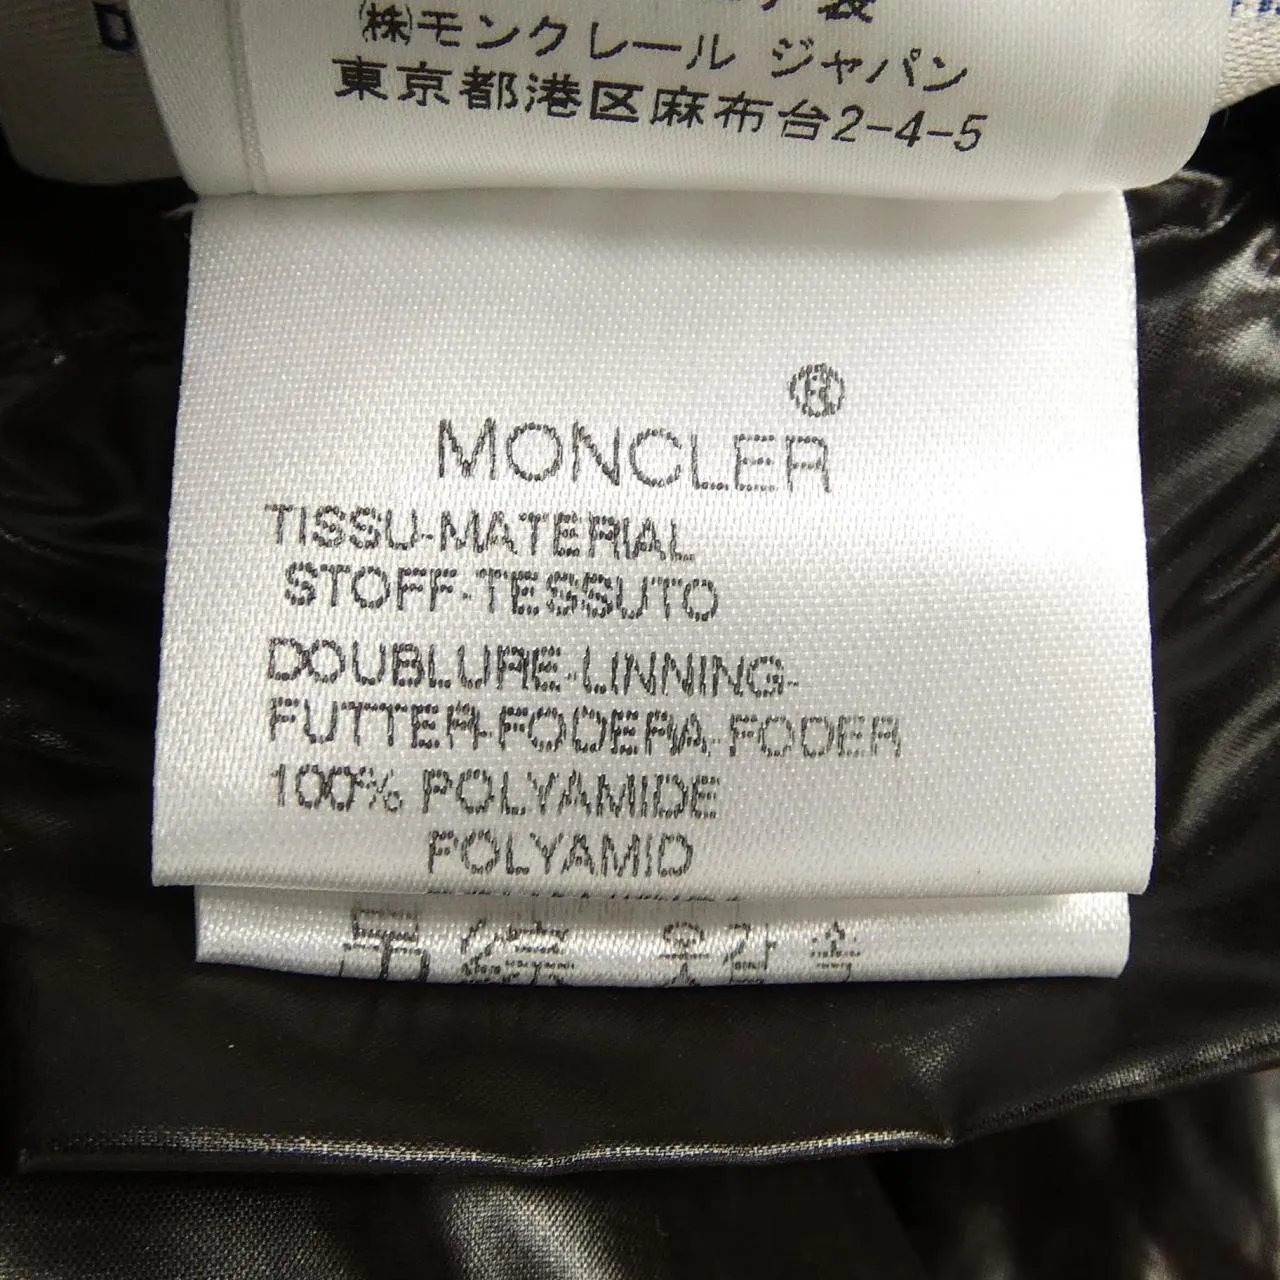 (株)モンクレール ジャパン
東京都港区麻布台2-4-5
MONCLER®
TISSU-MATERIAL
STOFF-TESSUTO
DOUBLURE-LINNING-
FUTTER-FODERA-FODER
100% POLYAMIDE
POLYAMID